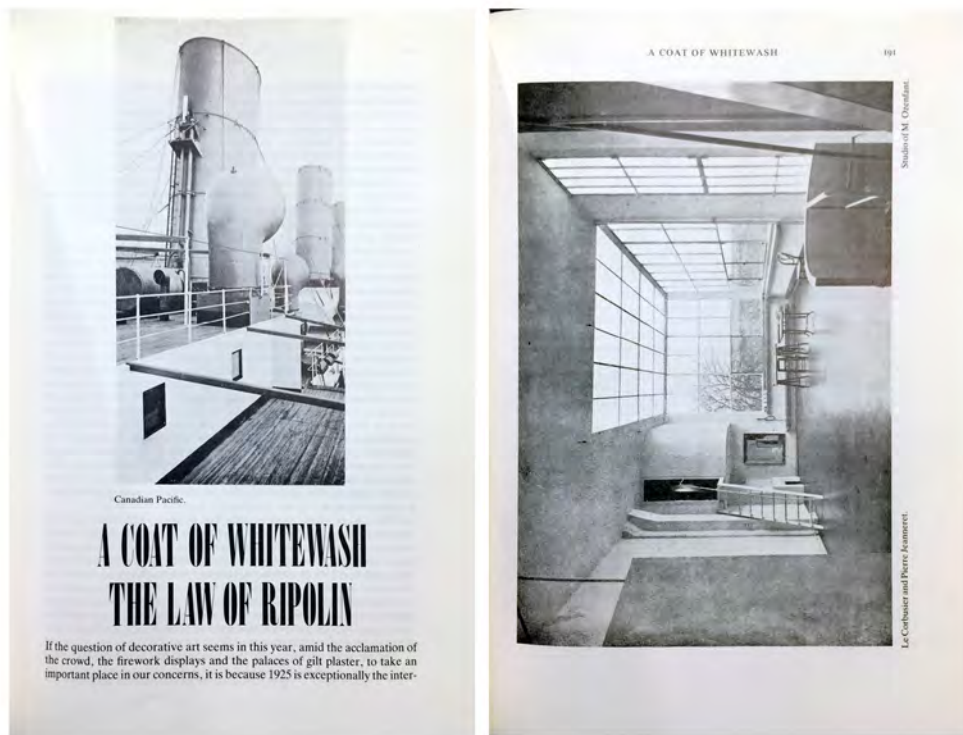 Canadian Pacific.
A COAT OF WHITEWASH
THE LAW OF RIPOLIN
If the question of decorative art seems in this year, amid the acclamation of
the crowd, the firework displays and the palaces of gilt plaster, to take an
important place in our concerns, it is because 1925 is exceptionally the inter-
A COAT OF WHITEWASH
191
Studio of M. Ozenfant.
Le Corbusier and Pierre Jeanneret.